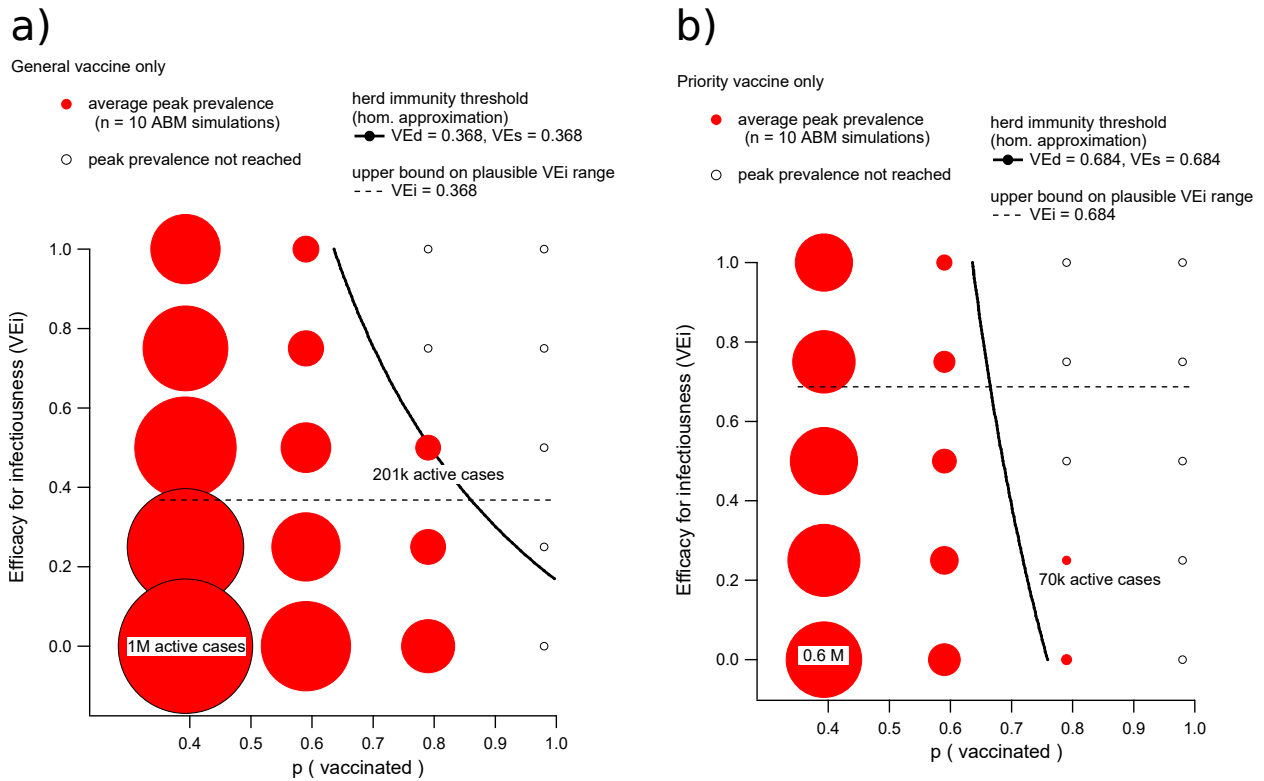 a)
General vaccine only
average peak prevalence
(n = 10 ABM simulations)
peak prevalence not reached
herd immunity threshold
(hom. approximation)
VEd = 0.368, VEs = 0.368
upper bound on plausible VEi range
VEi = 0.368
Efficacy for infectiousness (VEi)
1.0
0.8
0.6
0.4
0.2
0.0
201k active cases
1M active cases
0.4
0.5
0.6
0.7
0.8
0.9
1.0
p ( vaccinated )
b)
Priority vaccine only
average peak prevalence
(n = 10 ABM simulations)
peak prevalence not reached
herd immunity threshold
(hom. approximation)
VEd = 0.684, VEs = 0.684
upper bound on plausible VEi range
VEi = 0.684
Efficacy for infectiousness (VEi)
1.0
0.8
0.6
0.4
0.2
0.0
70k active cases
0.6 M
0.4
0.5
0.6
0.7
0.8
0.9
1.0
p ( vaccinated )